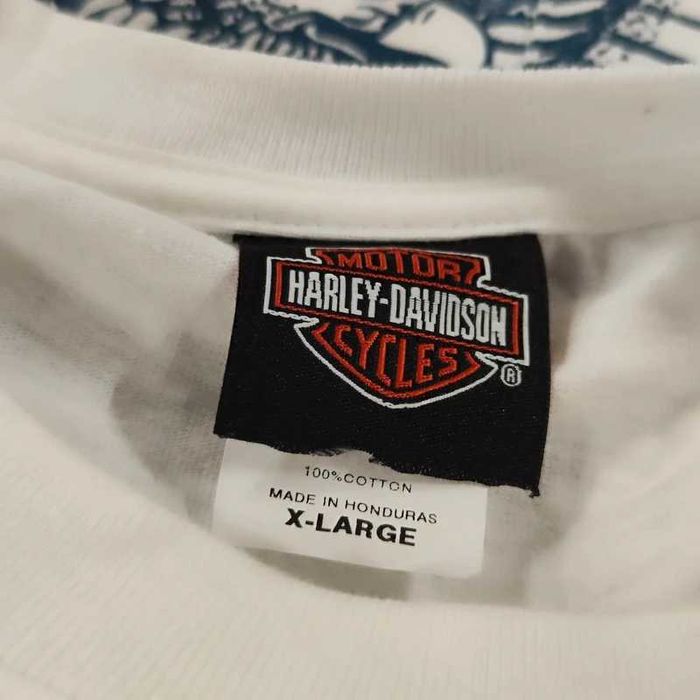 MOTOR
HARLEY-DAVIDSON
CYCLES
®
100%COTTON
MADE IN HONDURAS
X-LARGE